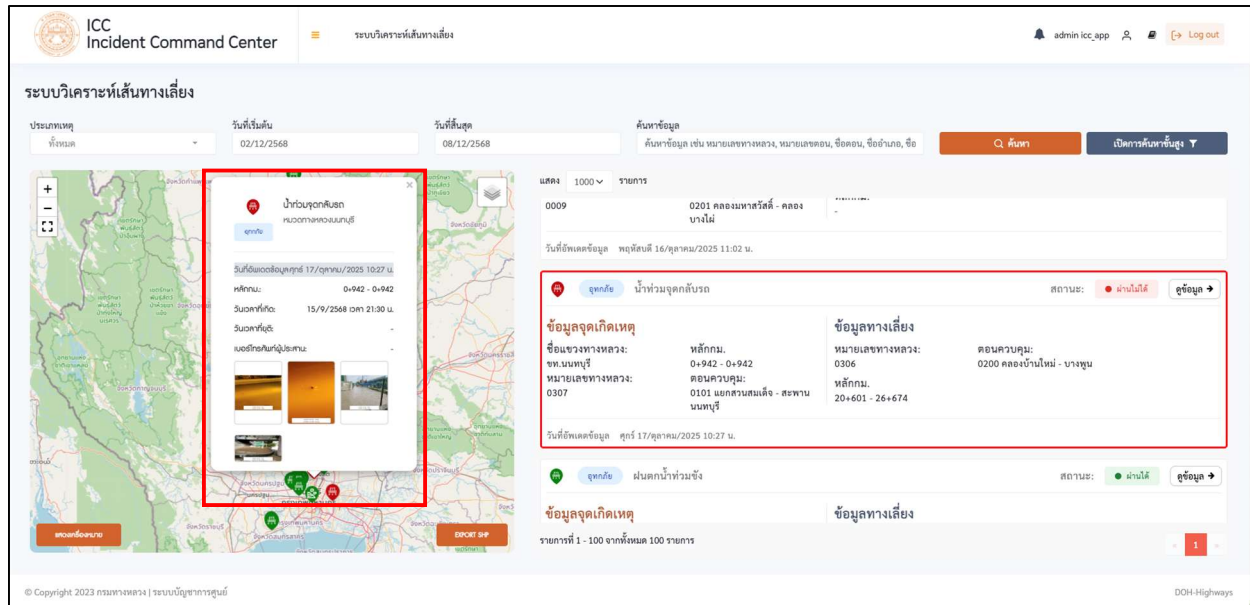 ICC
Incident Command Center
ระบบวิเคราะห์เส้นทางเลี่ยง
admin icc_app
Log out
ระบบวิเคราะห์เส้นทางเลี่ยง
ประเภทเหตุ
วันที่เริ่มต้น
วันที่สิ้นสุด
ค้นหาข้อมูล
ทั้งหมด
02/12/2568
08/12/2568
ค้นหาข้อมูล เช่น หมายเลขทางหลวง, หมายเลขตอน, ชื่อตอน, ชื่ออำเภอ, ชื่อ
ค้นหา
เปิดการค้นหาขั้นสูง
+
−
×
น้ำท่วมจุดกลับรถ
หมวดทางหลวงนนทบุรี
อุทกภัย
วันที่อัพเดตข้อมูลศุกร์ 17/ตุลาคม/2025 10:27 น.
หลักกม.: 0+942 - 0+942
วันเวลาที่เกิด: 15/9/2568 เวลา 21:30 น.
วันเวลาที่ยุติ: -
เบอร์โทรศัพท์ผู้ประสาน: -
แสดงเครื่องหมาย
EXPORT SHP
แสดง 1000 รายการ
0009
0201 คลองมหาสวัสดิ์ - คลอง
บางไผ่
-
วันที่อัพเดตข้อมูล พฤหัสบดี 16/ตุลาคม/2025 11:02 น.
อุทกภัย น้ำท่วมจุดกลับรถ
สถานะ: ผ่านไม่ได้ ดูข้อมูล
ข้อมูลจุดเกิดเหตุ
ชื่อแขวงทางหลวง: หลักกม.
ขท.นนทบุรี 0+942 - 0+942
หมายเลขทางหลวง: ตอนควบคุม:
0307 0101 แยกสวนสมเด็จ - สะพาน
นนทบุรี
ข้อมูลทางเลี่ยง
หมายเลขทางหลวง: ตอนควบคุม:
0306 0200 คลองบ้านใหม่ - บางพูน
หลักกม.
20+601 - 26+674
วันที่อัพเดตข้อมูล ศุกร์ 17/ตุลาคม/2025 10:27 น.
อุทกภัย ฝนตกน้ำท่วมขัง
สถานะ: ผ่านได้ ดูข้อมูล
ข้อมูลจุดเกิดเหตุ
ข้อมูลทางเลี่ยง
รายการที่ 1 - 100 จากทั้งหมด 100 รายการ
« 1 »
© Copyright 2023 กรมทางหลวง | ระบบบัญชาการศูนย์
DOH-Highways